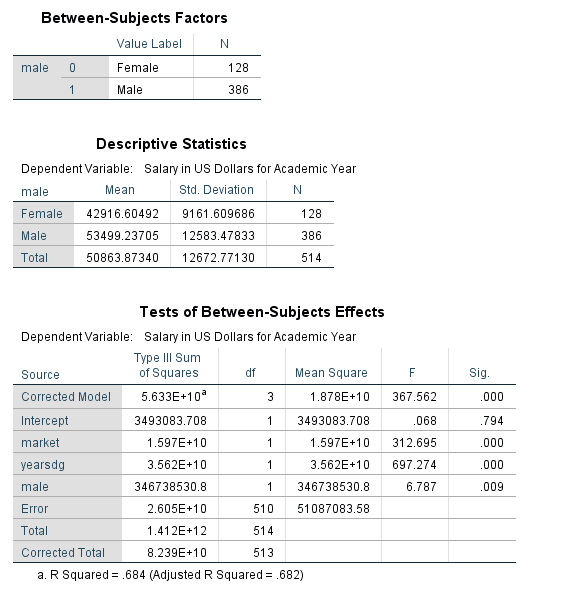 Between-Subjects Factors
Value Label N
male 0 Female 128
1 Male 386
Descriptive Statistics
Dependent Variable: Salary in US Dollars for Academic Year
male Mean Std. Deviation N
Female 42916.60492 9161.609686 128
Male 53499.23705 12583.47833 386
Total 50863.87340 12672.77130 514
Tests of Between-Subjects Effects
Dependent Variable: Salary in US Dollars for Academic Year
Type III Sum
Source of Squares df Mean Square F Sig.
Corrected Model 5.633E+10a 3 1.878E+10 367.562 .000
Intercept 3493083.708 1 3493083.708 .068 .794
market 1.597E+10 1 1.597E+10 312.695 .000
yearsdg 3.562E+10 1 3.562E+10 697.274 .000
male 346738530.8 1 346738530.8 6.787 .009
Error 2.605E+10 510 51087083.58
Total 1.412E+12 514
Corrected Total 8.239E+10 513
a. R Squared = .684 (Adjusted R Squared = .682)